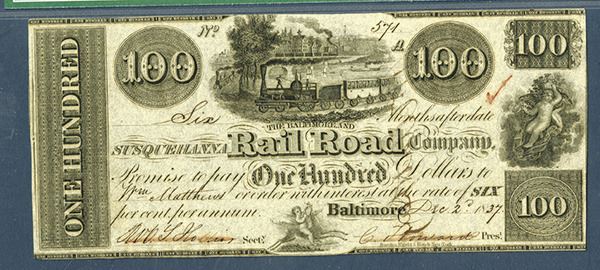 Nº 571 A
ONE HUNDRED
100 100 100
Six Months after date
THE BALTIMORE AND
SUSQUEHANNA Rail Road Company,
Promise to pay One Hundred Dollars to
Wm Matthews or order with interest at the rate of SIX
per cent. per annum. Baltimore Dec 2d 1837
Secty. Prest.
100